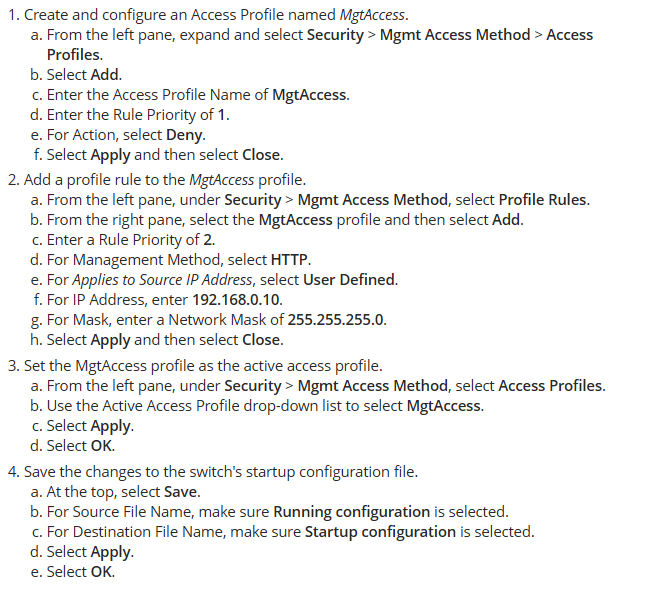 1. Create and configure an Access Profile named MgtAccess.
a. From the left pane, expand and select Security > Mgmt Access Method > Access
Profiles.
b. Select Add.
c. Enter the Access Profile Name of MgtAccess.
d. Enter the Rule Priority of 1.
e. For Action, select Deny.
f. Select Apply and then select Close.
2. Add a profile rule to the MgtAccess profile.
a. From the left pane, under Security > Mgmt Access Method, select Profile Rules.
b. From the right pane, select the MgtAccess profile and then select Add.
c. Enter a Rule Priority of 2.
d. For Management Method, select HTTP.
e. For Applies to Source IP Address, select User Defined.
f. For IP Address, enter 192.168.0.10.
g. For Mask, enter a Network Mask of 255.255.255.0.
h. Select Apply and then select Close.
3. Set the MgtAccess profile as the active access profile.
a. From the left pane, under Security > Mgmt Access Method, select Access Profiles.
b. Use the Active Access Profile drop-down list to select MgtAccess.
c. Select Apply.
d. Select OK.
4. Save the changes to the switch's startup configuration file.
a. At the top, select Save.
b. For Source File Name, make sure Running configuration is selected.
c. For Destination File Name, make sure Startup configuration is selected.
d. Select Apply.
e. Select OK.